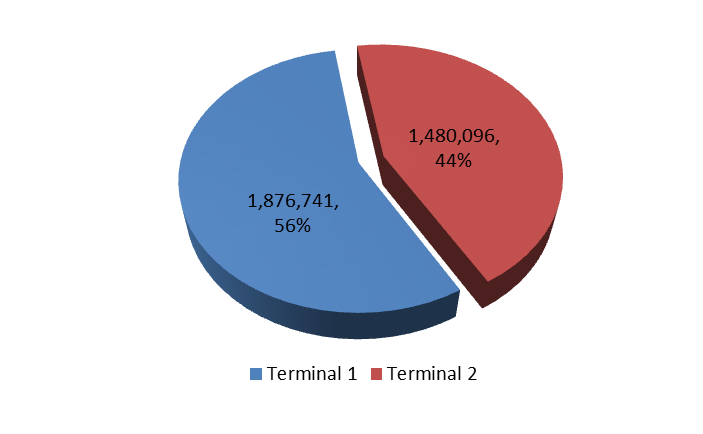 1,480,096,
44%
1,876,741,
56%
Terminal 1
Terminal 2